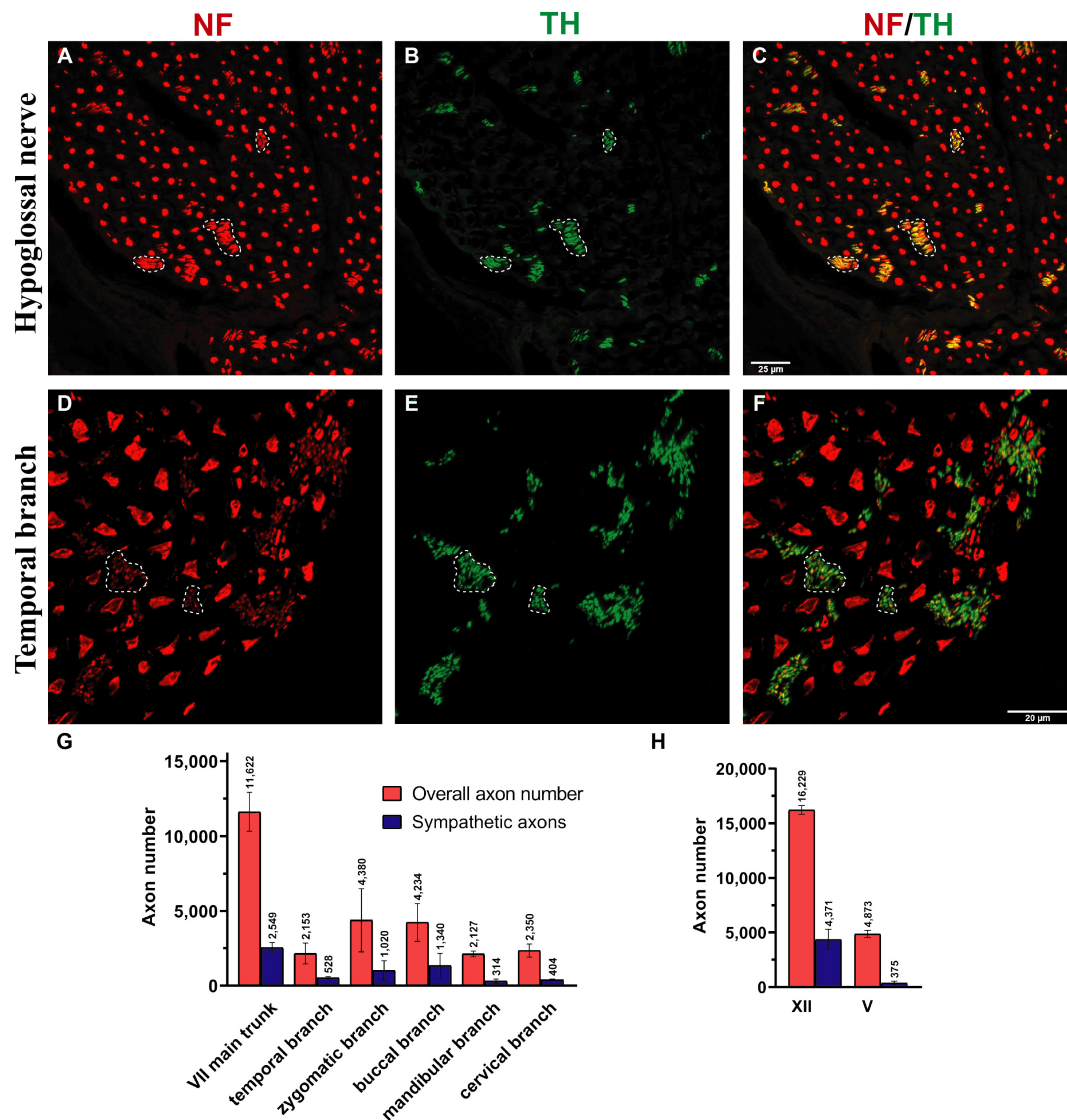 NF TH NF/TH
Hypoglossal nerve
A B C
25 µm
Temporal branch
D E F
20 µm
G
15,000
10,000
5,000
0
Axon number
11,622
2,549
2,153
528
4,380
1,020
4,234
1,340
2,127
314
2,350
404
Overall axon number
Sympathetic axons
VII main trunk
temporal branch
zygomatic branch
buccal branch
mandibular branch
cervical branch
H
20,000
15,000
10,000
5,000
0
Axon number
16,229
4,371
4,873
375
XII V